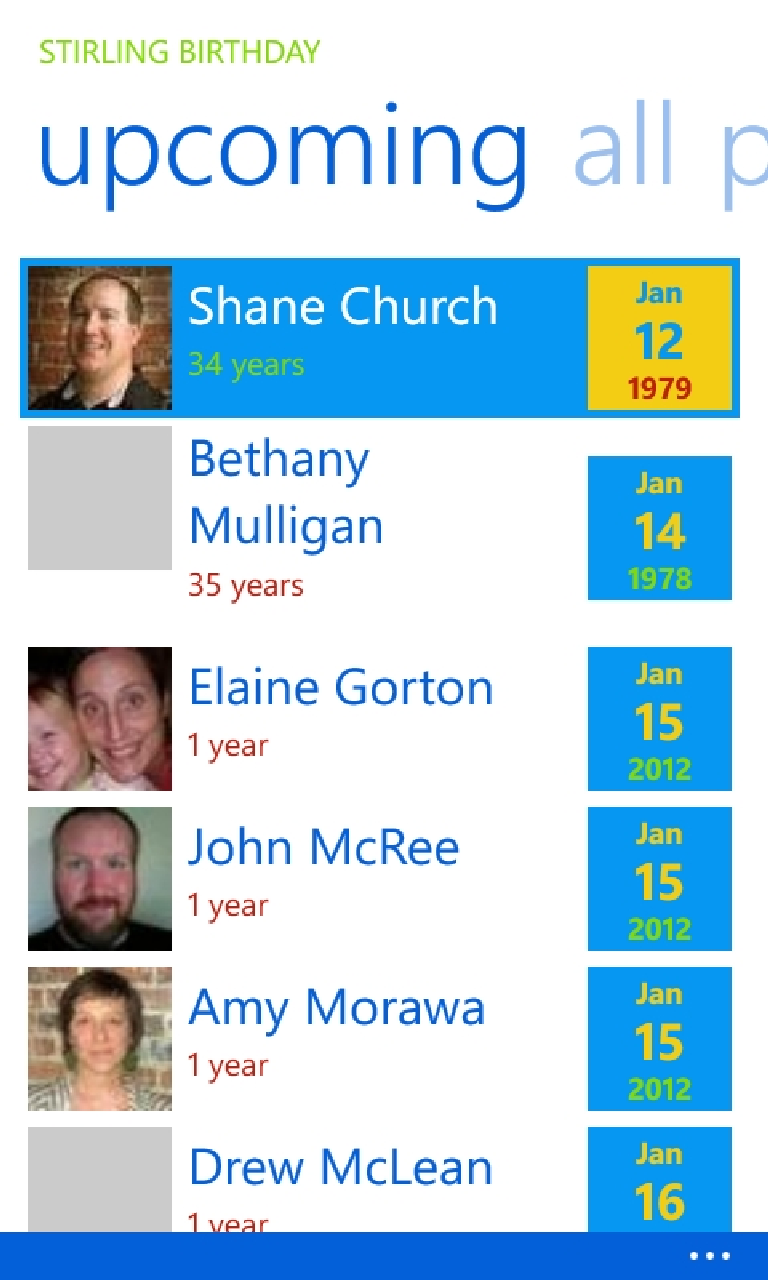 STIRLING BIRTHDAY
upcoming all p
Shane Church
34 years
Jan
12
1979
Bethany
Mulligan
35 years
Jan
14
1978
Elaine Gorton
1 year
Jan
15
2012
John McRee
1 year
Jan
15
2012
Amy Morawa
1 year
Jan
15
2012
Drew McLean
1 year
Jan
16